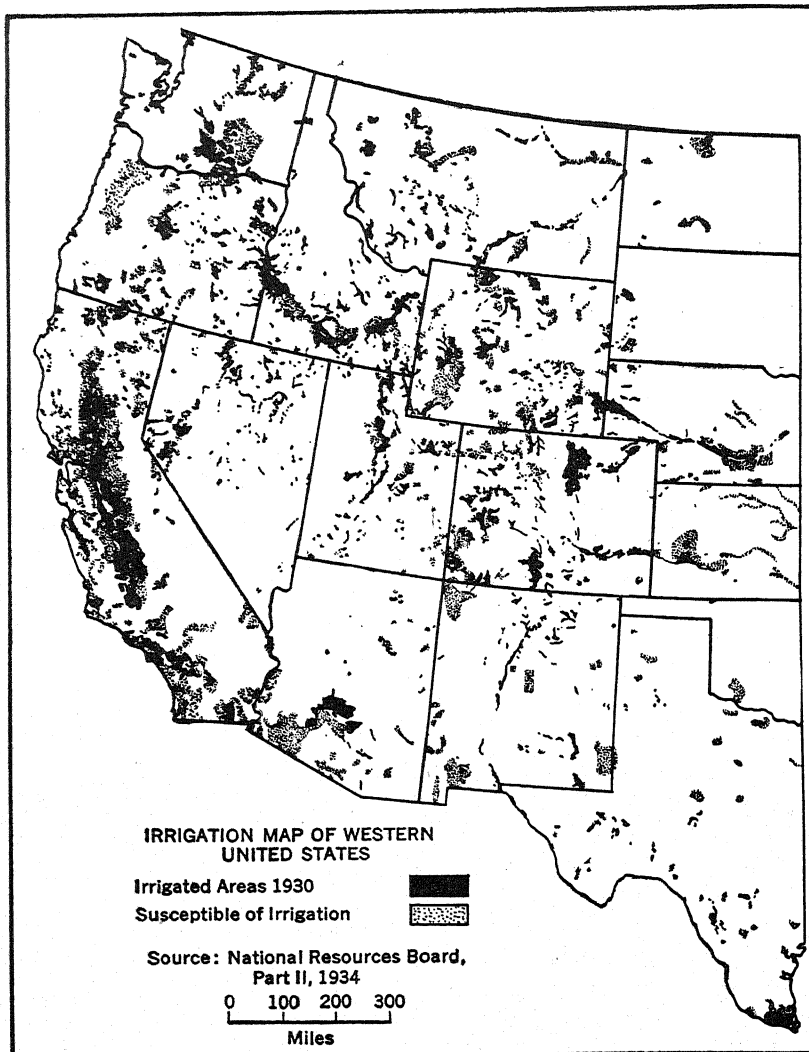 IRRIGATION MAP OF WESTERN
UNITED STATES
Irrigated Areas 1930
Susceptible of Irrigation
Source: National Resources Board,
Part II, 1934
0 100 200 300
Miles